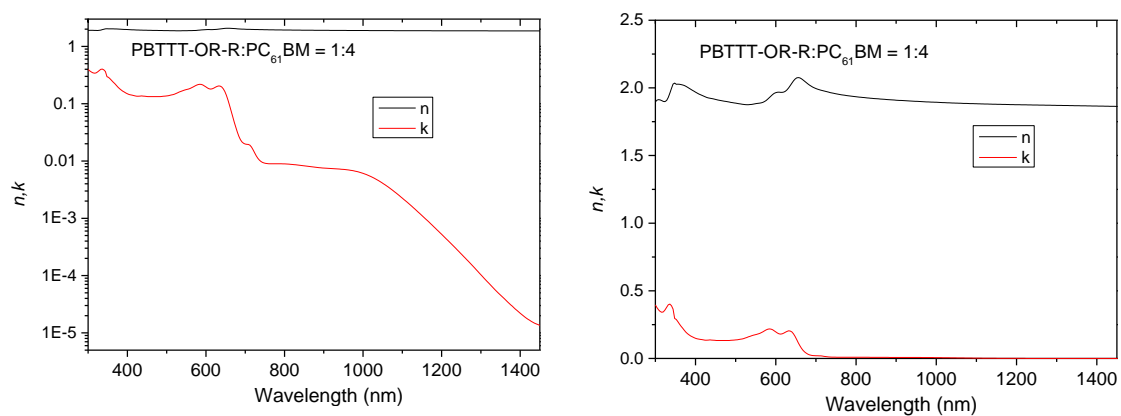 PBTTT-OR-R:PC61BM = 1:4
n
k
1
0.1
0.01
1E-3
1E-4
1E-5
n,k
400 600 800 1000 1200 1400
Wavelength (nm)
PBTTT-OR-R:PC61BM = 1:4
n
k
2.5
2.0
1.5
1.0
0.5
0.0
n,k
400 600 800 1000 1200 1400
Wavelength (nm)